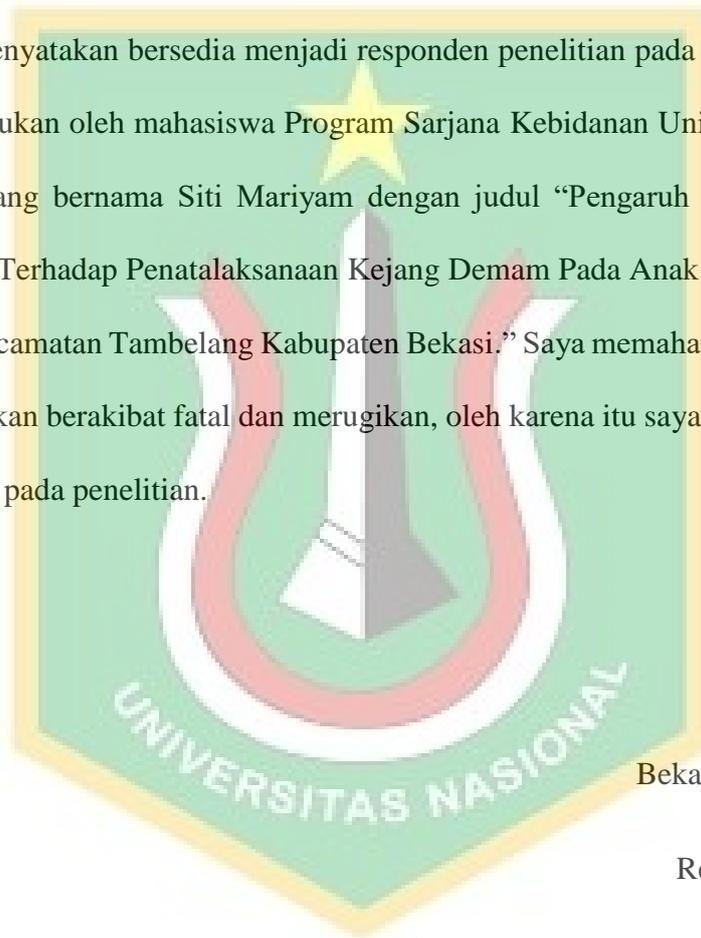 enyatakan bersedia menjadi responden penelitian pada
ukan oleh mahasiswa Program Sarjana Kebidanan Uni
ang bernama Siti Mariyam dengan judul “Pengaruh
Terhadap Penatalaksanaan Kejang Demam Pada Anak
camatan Tambelang Kabupaten Bekasi.” Saya memaha
kan berakibat fatal dan merugikan, oleh karena itu saya
pada penelitian.
UNIVERSITAS NASIONAL
Beka
Re